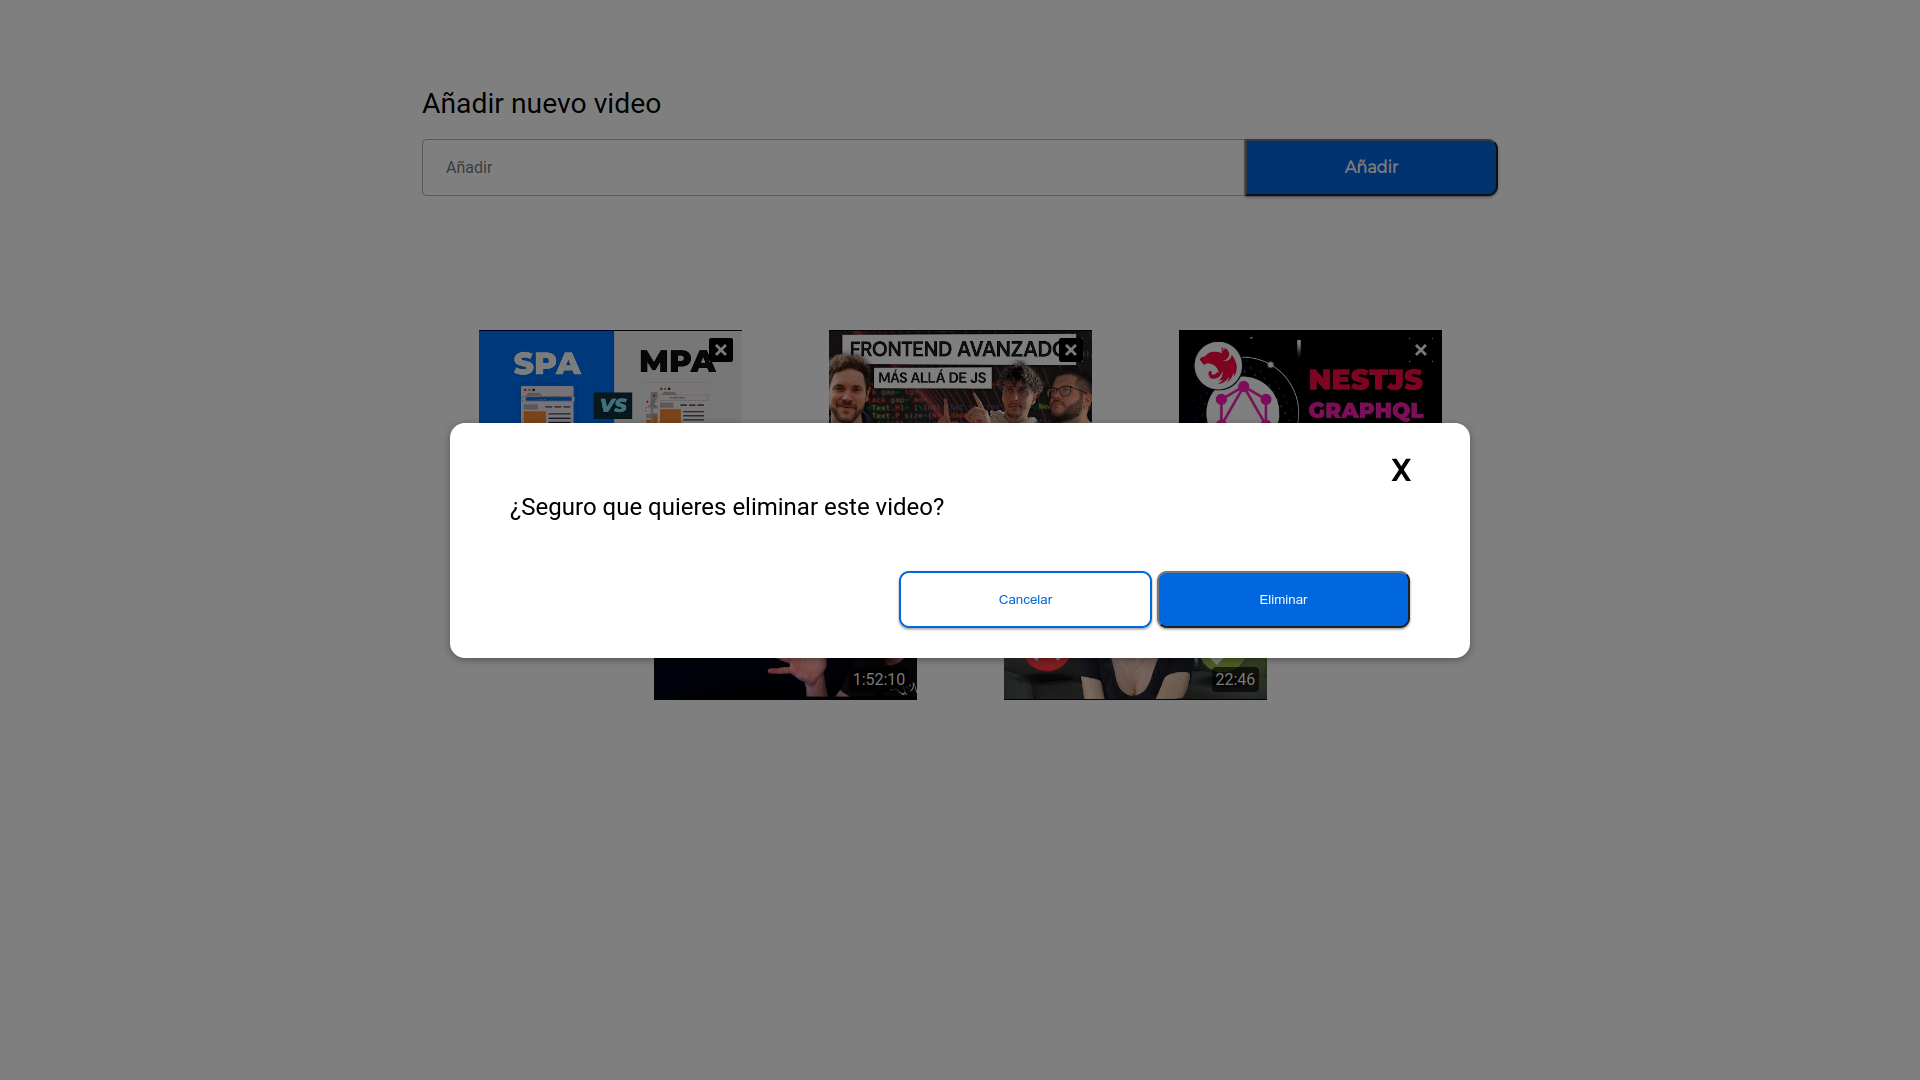 Añadir nuevo video
Añadir
Añadir
SPA
MPA
VS
FRONTEND AVANZADO
MÁS ALLÁ DE JS
NESTJS
GRAPHQL
X
¿Seguro que quieres eliminar este video?
Cancelar
Eliminar
1:52:10
22:46